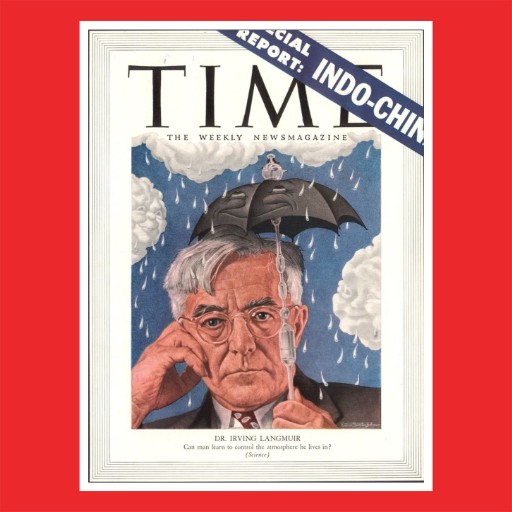 SPECIAL
REPORT: INDO-CHIN
TIME
THE WEEKLY NEWSMAGAZINE
DR. IRVING LANGMUIR
Can man learn to control the atmosphere he lives in?
(Science)